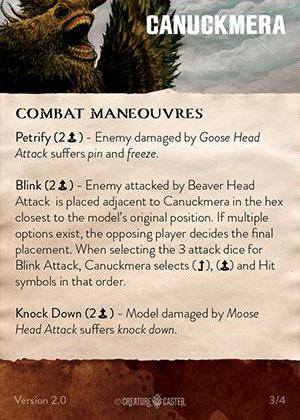 CANUCKMERA
COMBAT MANEOUVRES
Petrify (2) - Enemy damaged by Goose Head
Attack suffers pin and freeze.
Blink (2) - Enemy attacked by Beaver Head
Attack is placed adjacent to Canuckmera in the hex
closest to the model's original position. If multiple
options exist, the opposing player decides the final
placement. When selecting the 3 attack dice for
Blink Attack, Canuckmera selects (), () and Hit
symbols in that order.
Knock Down (2) - Model damaged by Moose
Head Attack suffers knock down.
Version 2.0
© CREATURE CASTER
3/4